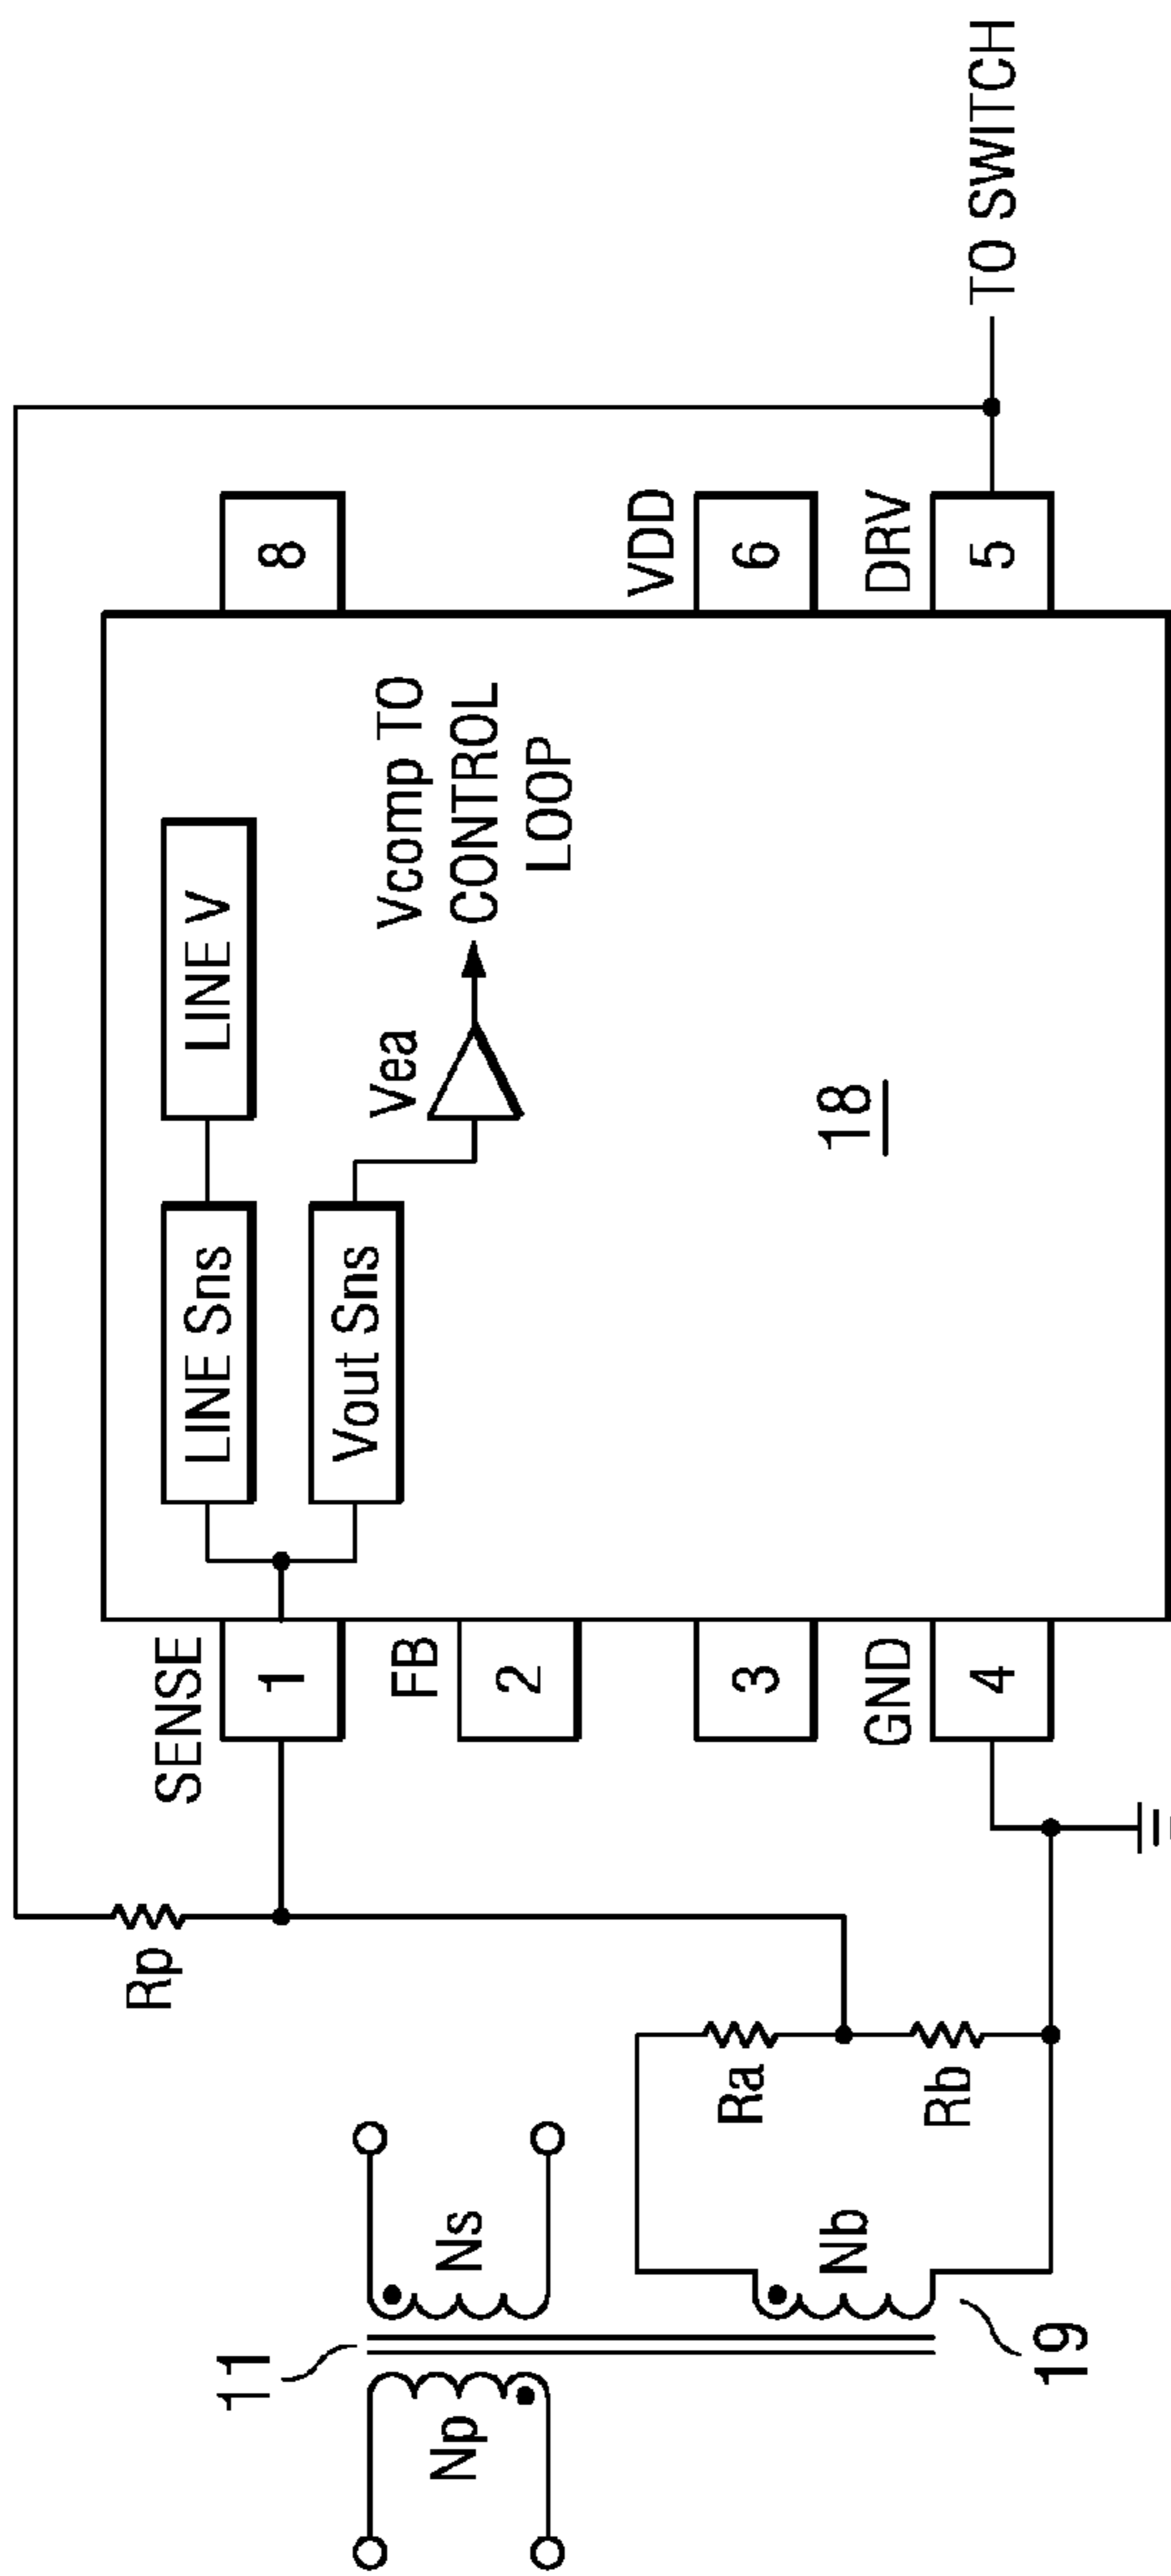 11
Np
Ns
Nb
19
Ra
Rb
Rp
SENSE
1
FB
2
3
GND
4
LINE Sns
LINE V
Vout Sns
Vea
Vcomp TO
CONTROL
LOOP
18
8
VDD
6
DRV
5
TO SWITCH